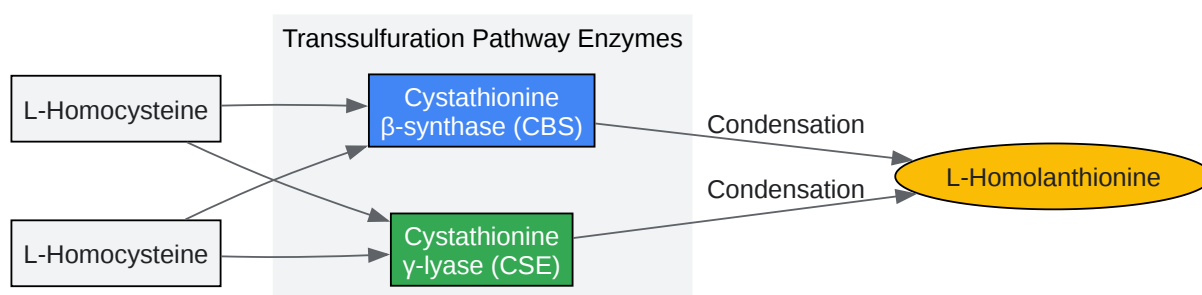 Transsulfuration Pathway Enzymes
L-Homocysteine
Cystathionine
β-synthase (CBS)
Condensation
L-Homolanthionine
Condensation
L-Homocysteine
Cystathionine
γ-lyase (CSE)